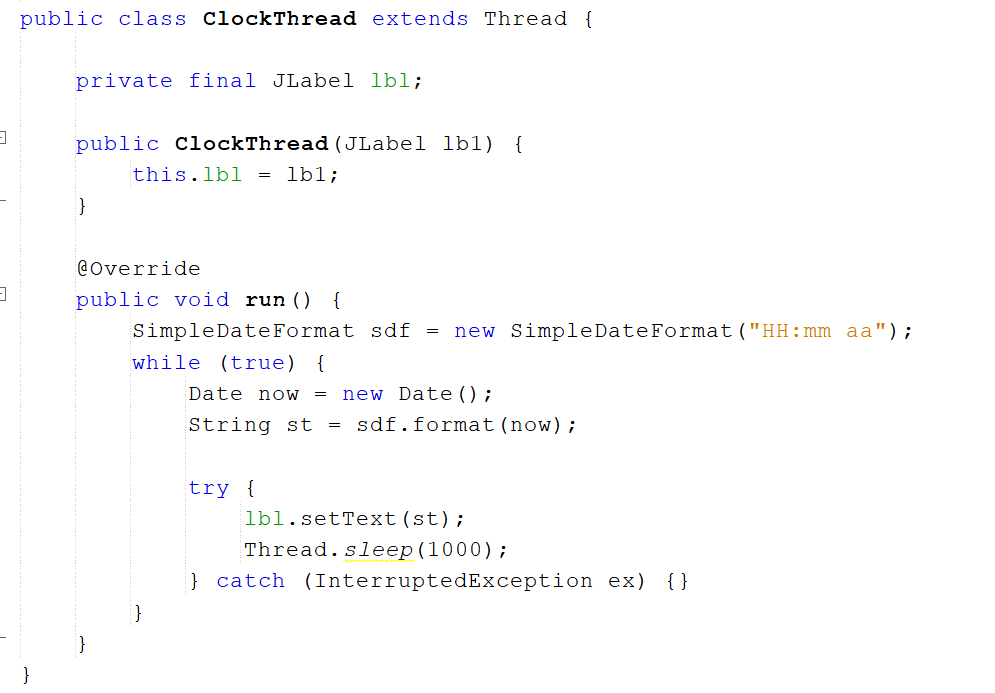 public class ClockThread extends Thread {
private final JLabel lbl;
public ClockThread(JLabel lb1) {
this.lbl = lb1;
}
@Override
public void run() {
SimpleDateFormat sdf = new SimpleDateFormat("HH:mm aa");
while (true) {
Date now = new Date();
String st = sdf.format(now);
try {
lbl.setText(st);
Thread.sleep(1000);
} catch (InterruptedException ex) {}
}
}
}